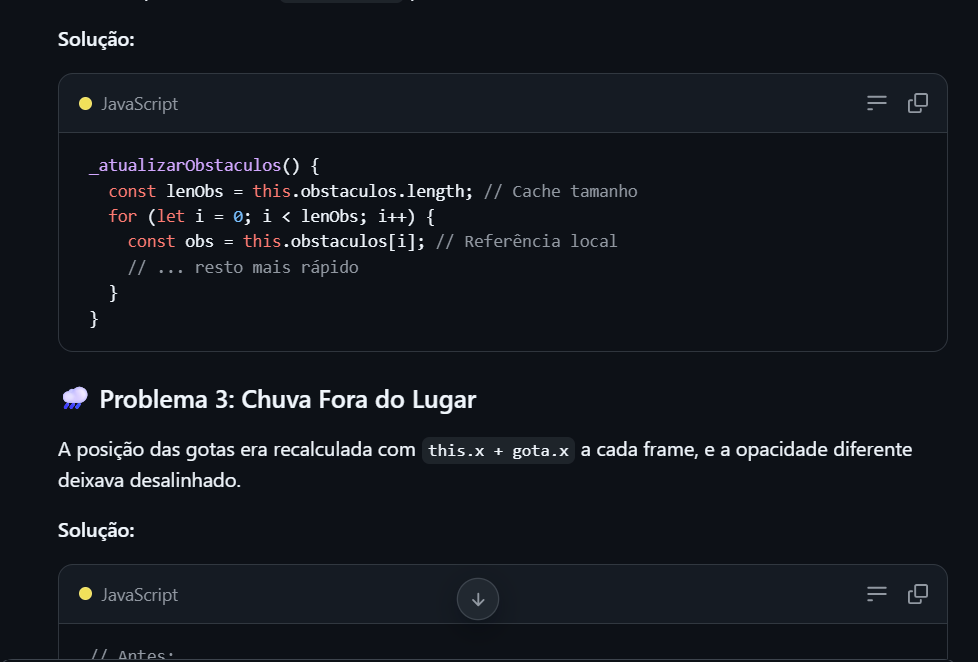 Solução:
JavaScript
_atualizarObstaculos() {
  const lenObs = this.obstaculos.length; // Cache tamanho
  for (let i = 0; i < lenObs; i++) {
    const obs = this.obstaculos[i]; // Referência local
    // ... resto mais rápido
  }
}
🌧️ Problema 3: Chuva Fora do Lugar
A posição das gotas era recalculada com this.x + gota.x a cada frame, e a opacidade diferente
deixava desalinhado.
Solução:
JavaScript
// Antes: